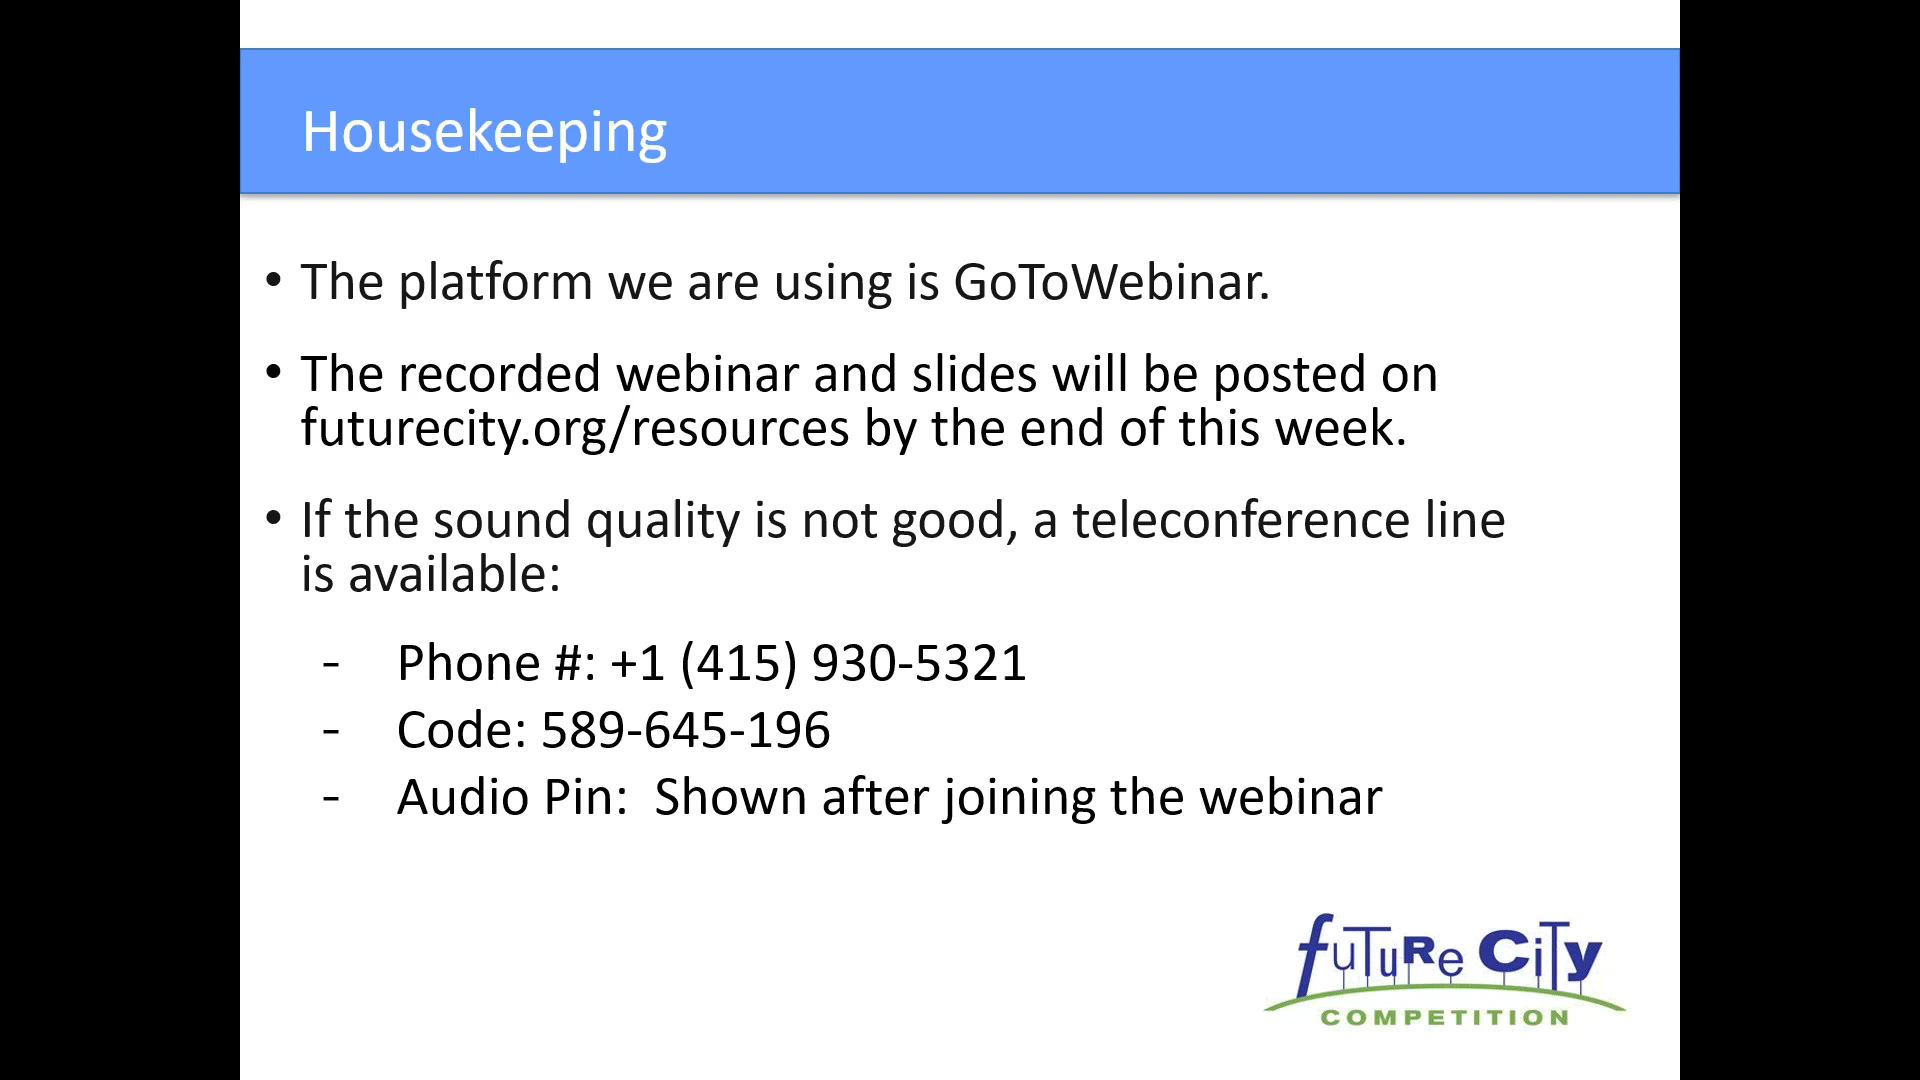 Housekeeping
• The platform we are using is GoToWebinar.
• The recorded webinar and slides will be posted on
futurecity.org/resources by the end of this week.
• If the sound quality is not good, a teleconference line
is available:
- Phone #: +1 (415) 930-5321
- Code: 589-645-196
- Audio Pin:  Shown after joining the webinar
fuTuRe CiTy
COMPETITION